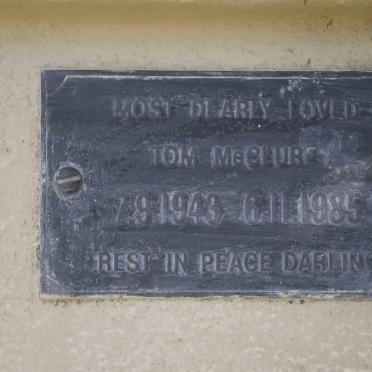 MOST DEARLY LOVED
TOM McCLURE
7.9.1943 6.11.1985
REST IN PEACE DARLIN